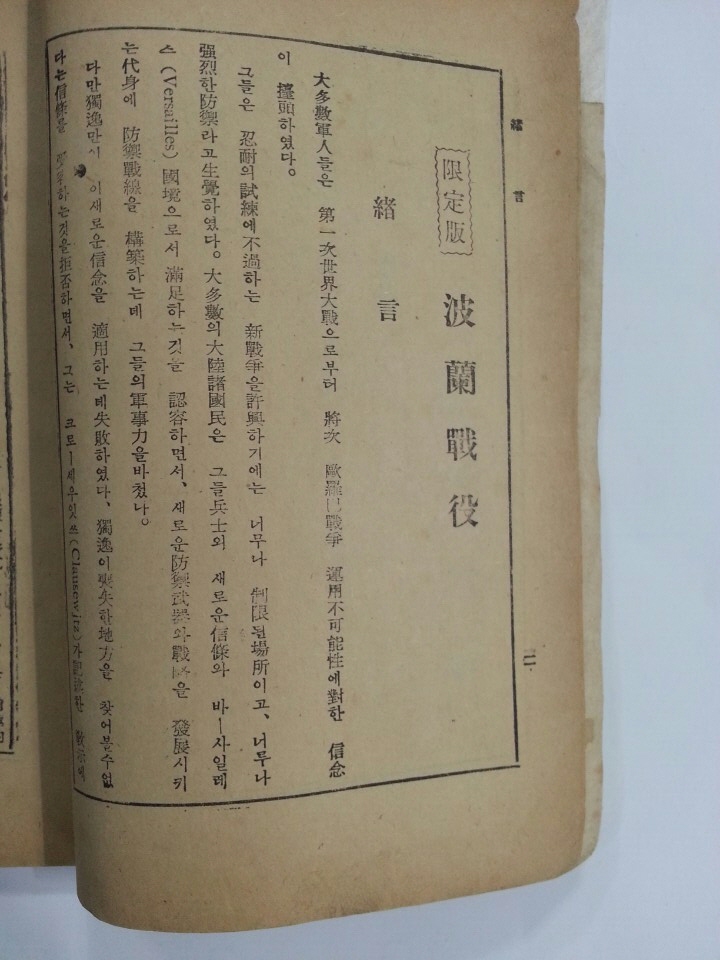 緒言
限定版
波蘭戰役
緒言
大多數軍人들은 第一次世界大戰으로부터 將次 歐羅巴戰爭 運用不可能性에對한 信念
이 擡頭하였다。
그들은 忍耐의試練에不過하는 新戰爭을許興하기에는 너무나 制限된場所이고、너무나
强烈한防禦라고生覺하였다。大多數의大陸諸國民은 그들兵士의 새로운信條와 바ー사일레
스(Versailles)國境으로서 滿足하는것을 認容하면서、새로운防禦武器와戰略을 發展시키
는代身에 防禦戰線을 構築하는데 그들의軍事力을바쳤나。
다만獨逸만이 이새로운信念을 適用하는데失敗하였다、獨逸이喪失한地方을 찾어볼수없
다는信條를 하는것을拒否하면서、그는 크로ー세우잇쓰(Clausewjtz)가